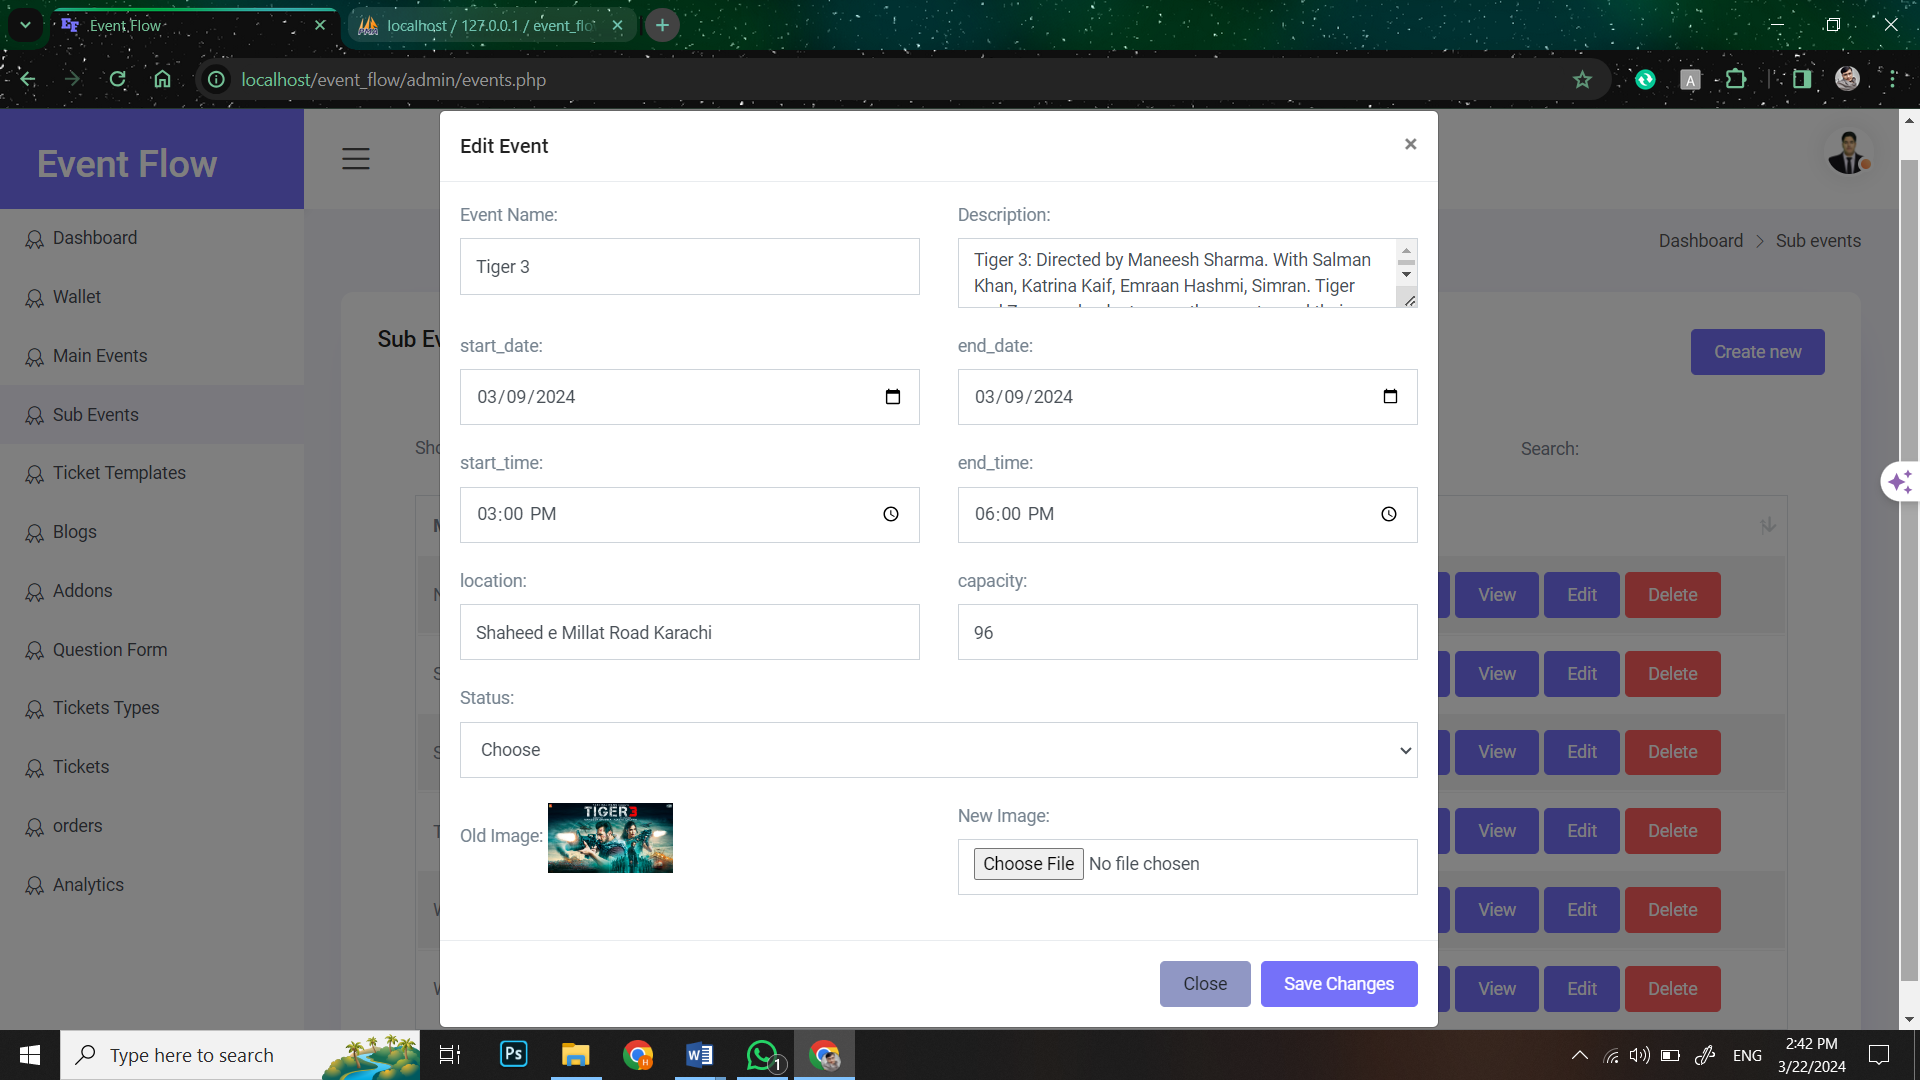 Event Flow
localhost / 127.0.0.1 / event_flo
localhost/event_flow/admin/events.php
A
Event Flow
Dashboard
Wallet
Main Events
Sub Events
Ticket Templates
Blogs
Addons
Question Form
Tickets Types
Tickets
orders
Analytics
Dashboard > Sub events
Sub Ev
Create new
Sho
Search:
Edit Event
×
Event Name:
Tiger 3
Description:
Tiger 3: Directed by Maneesh Sharma. With Salman
Khan, Katrina Kaif, Emraan Hashmi, Simran. Tiger
start_date:
03/09/2024
end_date:
03/09/2024
start_time:
03:00 PM
end_time:
06:00 PM
location:
Shaheed e Millat Road Karachi
capacity:
96
Status:
Choose
Old Image:
TIGER 3
New Image:
Choose File No file chosen
Close
Save Changes
View Edit Delete
View Edit Delete
View Edit Delete
View Edit Delete
View Edit Delete
View Edit Delete
Type here to search
Ps
1
ENG
2:42 PM
3/22/2024